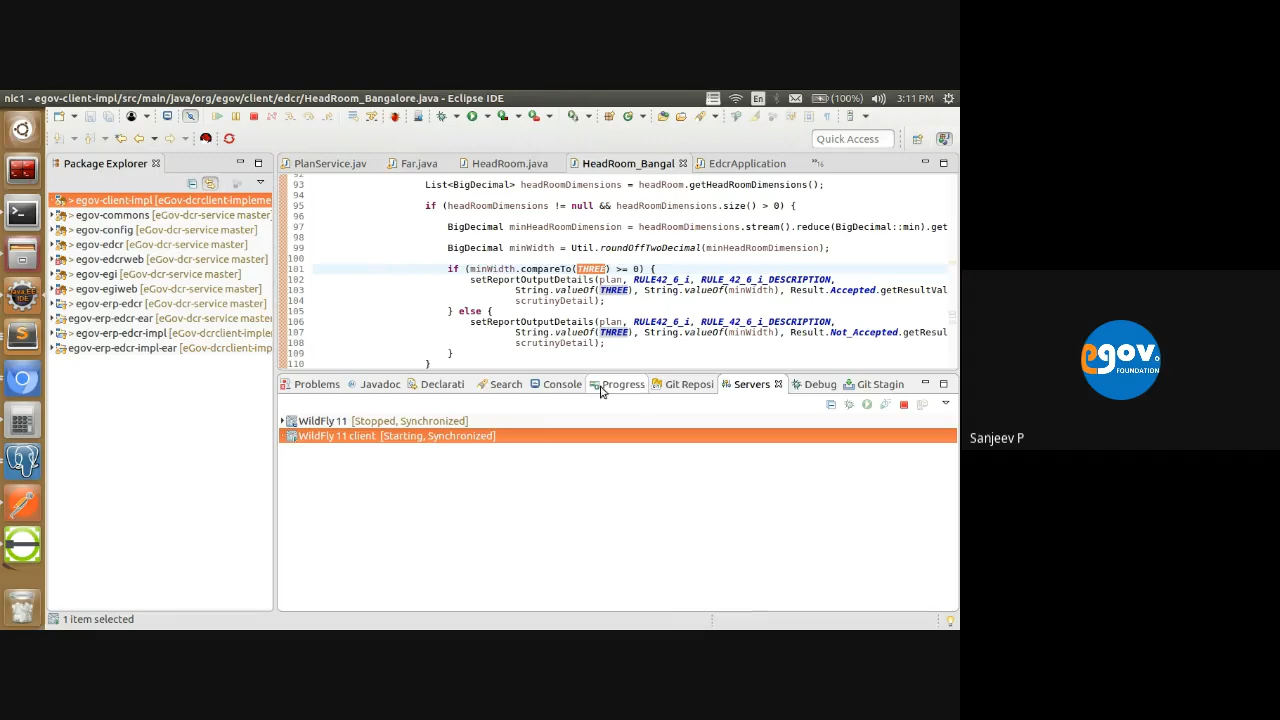 nic1 - egov-client-impl/src/main/java/org/egov/client/edcr/HeadRoom_Bangalore.java - Eclipse IDE
En
(100%)
3:11 PM
Quick Access
Package Explorer
PlanService.jav
Far.java
HeadRoom.java
HeadRoom_Bangal
EdcrApplication
»16
> egov-client-impl [eGov-dcrclient-impleme
> egov-commons [eGov-dcr-service master]
> egov-config [eGov-dcr-service master]
> egov-edcr [eGov-dcr-service master]
> egov-edcrweb [eGov-dcr-service master]
> egov-egi [eGov-dcr-service master]
> egov-egiweb [eGov-dcr-service master]
> egov-erp-edcr [eGov-dcr-service master]
> egov-erp-edcr-ear [eGov-dcr-service mast
> egov-erp-edcr-impl [eGov-dcrclient-imple
> egov-erp-edcr-impl-ear [eGov-dcrclient-imp
92
93 List<BigDecimal> headRoomDimensions = headRoom.getHeadRoomDimensions();
94
95 if (headRoomDimensions != null && headRoomDimensions.size() > 0) {
96
97 BigDecimal minHeadRoomDimension = headRoomDimensions.stream().reduce(BigDecimal::min).get
98
99 BigDecimal minWidth = Util.roundOffTwoDecimal(minHeadRoomDimension);
100
101 if (minWidth.compareTo(THREE) >= 0) {
102 setReportOutputDetails(plan, RULE42_6_i, RULE_42_6_i_DESCRIPTION,
103 String.valueOf(THREE), String.valueOf(minWidth), Result.Accepted.getResultVal
104 scrutinyDetail);
105 } else {
106 setReportOutputDetails(plan, RULE42_6_i, RULE_42_6_i_DESCRIPTION,
107 String.valueOf(THREE), String.valueOf(minWidth), Result.Not_Accepted.getResul
108 scrutinyDetail);
109 }
110 }
Problems
Javadoc
Declarati
Search
Console
Progress
Git Reposi
Servers
Debug
Git Stagin
WildFly 11 [Stopped, Synchronized]
WildFly 11 client [Starting, Synchronized]
1 item selected
Java EE
IDE
egov.
FOUNDATION
Sanjeev P